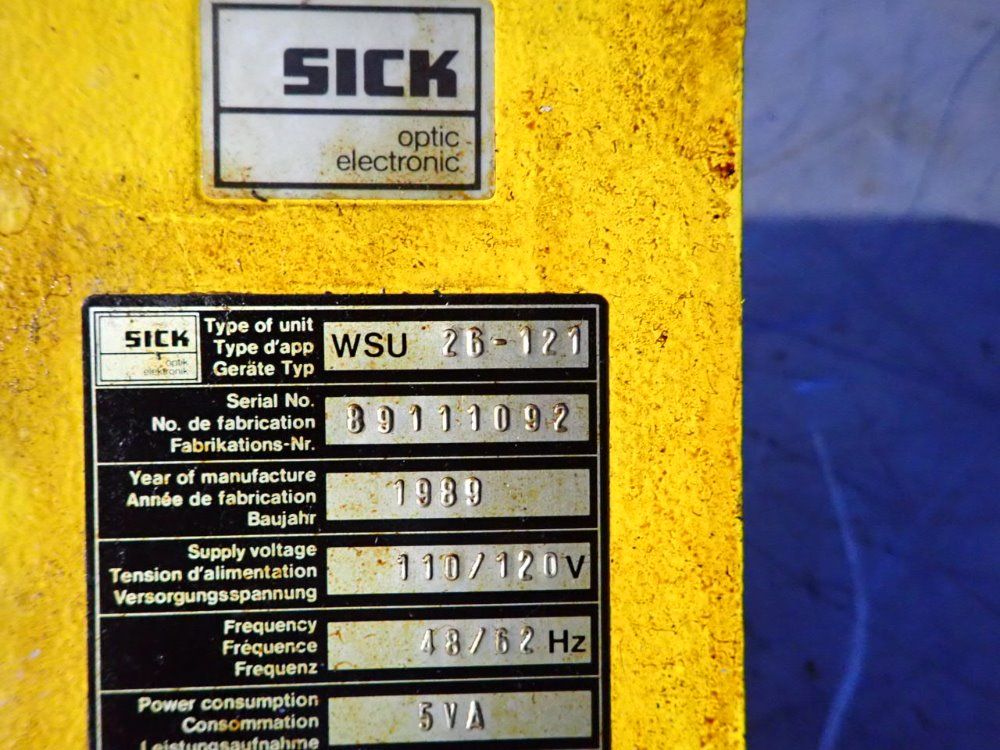 SICK
optic
electronic
SICK
optik
elektronik
Type of unit
Type d'app
Geräte Typ
WSU 26-121
Serial No.
No. de fabrication
Fabrikations-Nr.
89111092
Year of manufacture
Année de fabrication
Baujahr
1989
Supply voltage
Tension d'alimentation
Versorgungsspannung
110/120V
Frequency
Fréquence
Frequenz
48/62 Hz
Power consumption
Consommation
Leistungsaufnahme
5VA